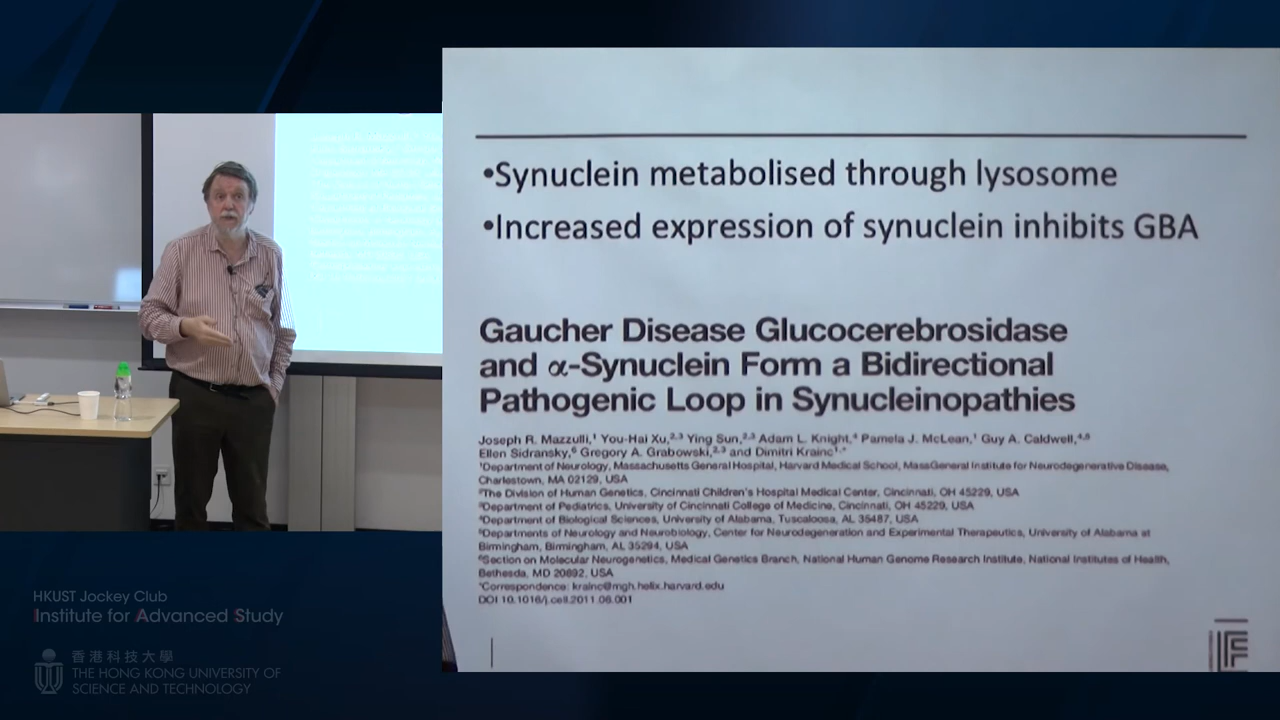 •Synuclein metabolised through lysosome
•Increased expression of synuclein inhibits GBA
Gaucher Disease Glucocerebrosidase
and α-Synuclein Form a Bidirectional
Pathogenic Loop in Synucleinopathies
Joseph R. Mazzulli,¹ You-Hai Xu,²,³ Ying Sun,²,³ Adam L. Knight,⁴ Pamela J. McLean,¹ Guy A. Caldwell,⁴,⁵
Ellen Sidransky,⁶ Gregory A. Grabowski,²,³ and Dimitri Krainc¹,*
¹Department of Neurology, Massachusetts General Hospital, Harvard Medical School, MassGeneral Institute for Neurodegenerative Disease,
Charlestown, MA 02129, USA
²The Division of Human Genetics, Cincinnati Children's Hospital Medical Center, Cincinnati, OH 45229, USA
³Department of Pediatrics, University of Cincinnati College of Medicine, Cincinnati, OH 45229, USA
⁴Department of Biological Sciences, University of Alabama, Tuscaloosa, AL 35487, USA
⁵Departments of Neurology and Neurobiology, Center for Neurodegeneration and Experimental Therapeutics, University of Alabama at
Birmingham, Birmingham, AL 35294, USA
⁶Section on Molecular Neurogenetics, Medical Genetics Branch, National Human Genome Research Institute, National Institutes of Health,
Bethesda, MD 20892, USA
*Correspondence: krainc@mgh.helix.harvard.edu
DOI 10.1016/j.cell.2011.06.001
HKUST Jockey Club
Institute for Advanced Study
香港科技大學
THE HONG KONG UNIVERSITY OF
SCIENCE AND TECHNOLOGY